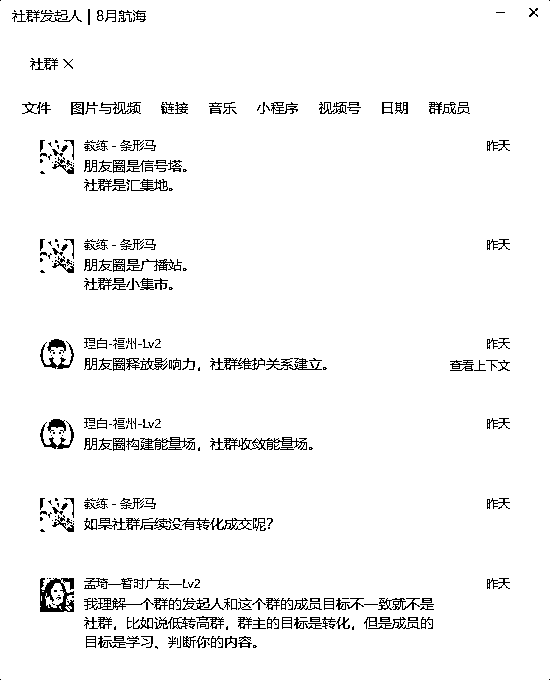 社群发起人 | 8月航海
社群 ×
文件 图片与视频 链接 音乐 小程序 视频号 日期 群成员
教练 - 条形马 昨天
朋友圈是信号塔。
社群是汇集地。
教练 - 条形马 昨天
朋友圈是广播站。
社群是小集市。
理白-福州-Lv2 昨天
朋友圈释放影响力，社群维护关系建立。 查看上下文
理白-福州-Lv2 昨天
朋友圈构建能量场，社群收敛能量场。
教练 - 条形马 昨天
如果社群后续没有转化成交呢？
孟琦—暂时广东—Lv2 昨天
我理解一个群的发起人和这个群的成员目标不一致就不是
社群，比如说低转高群，群主的目标是转化，但是成员的
目标是学习、判断你的内容。